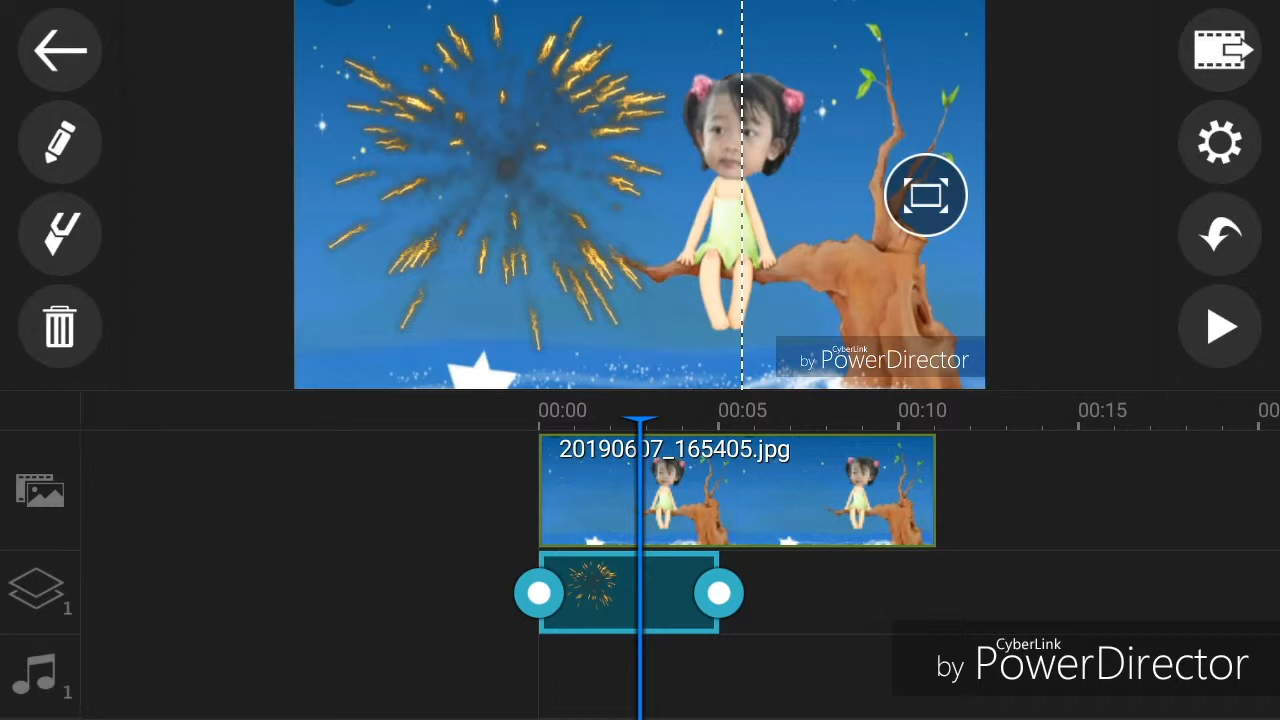 CyberLink
by PowerDirector
00:00
00:05
00:10
00:15
00
20190607_165405.jpg
1
CyberLink
by PowerDirector
1